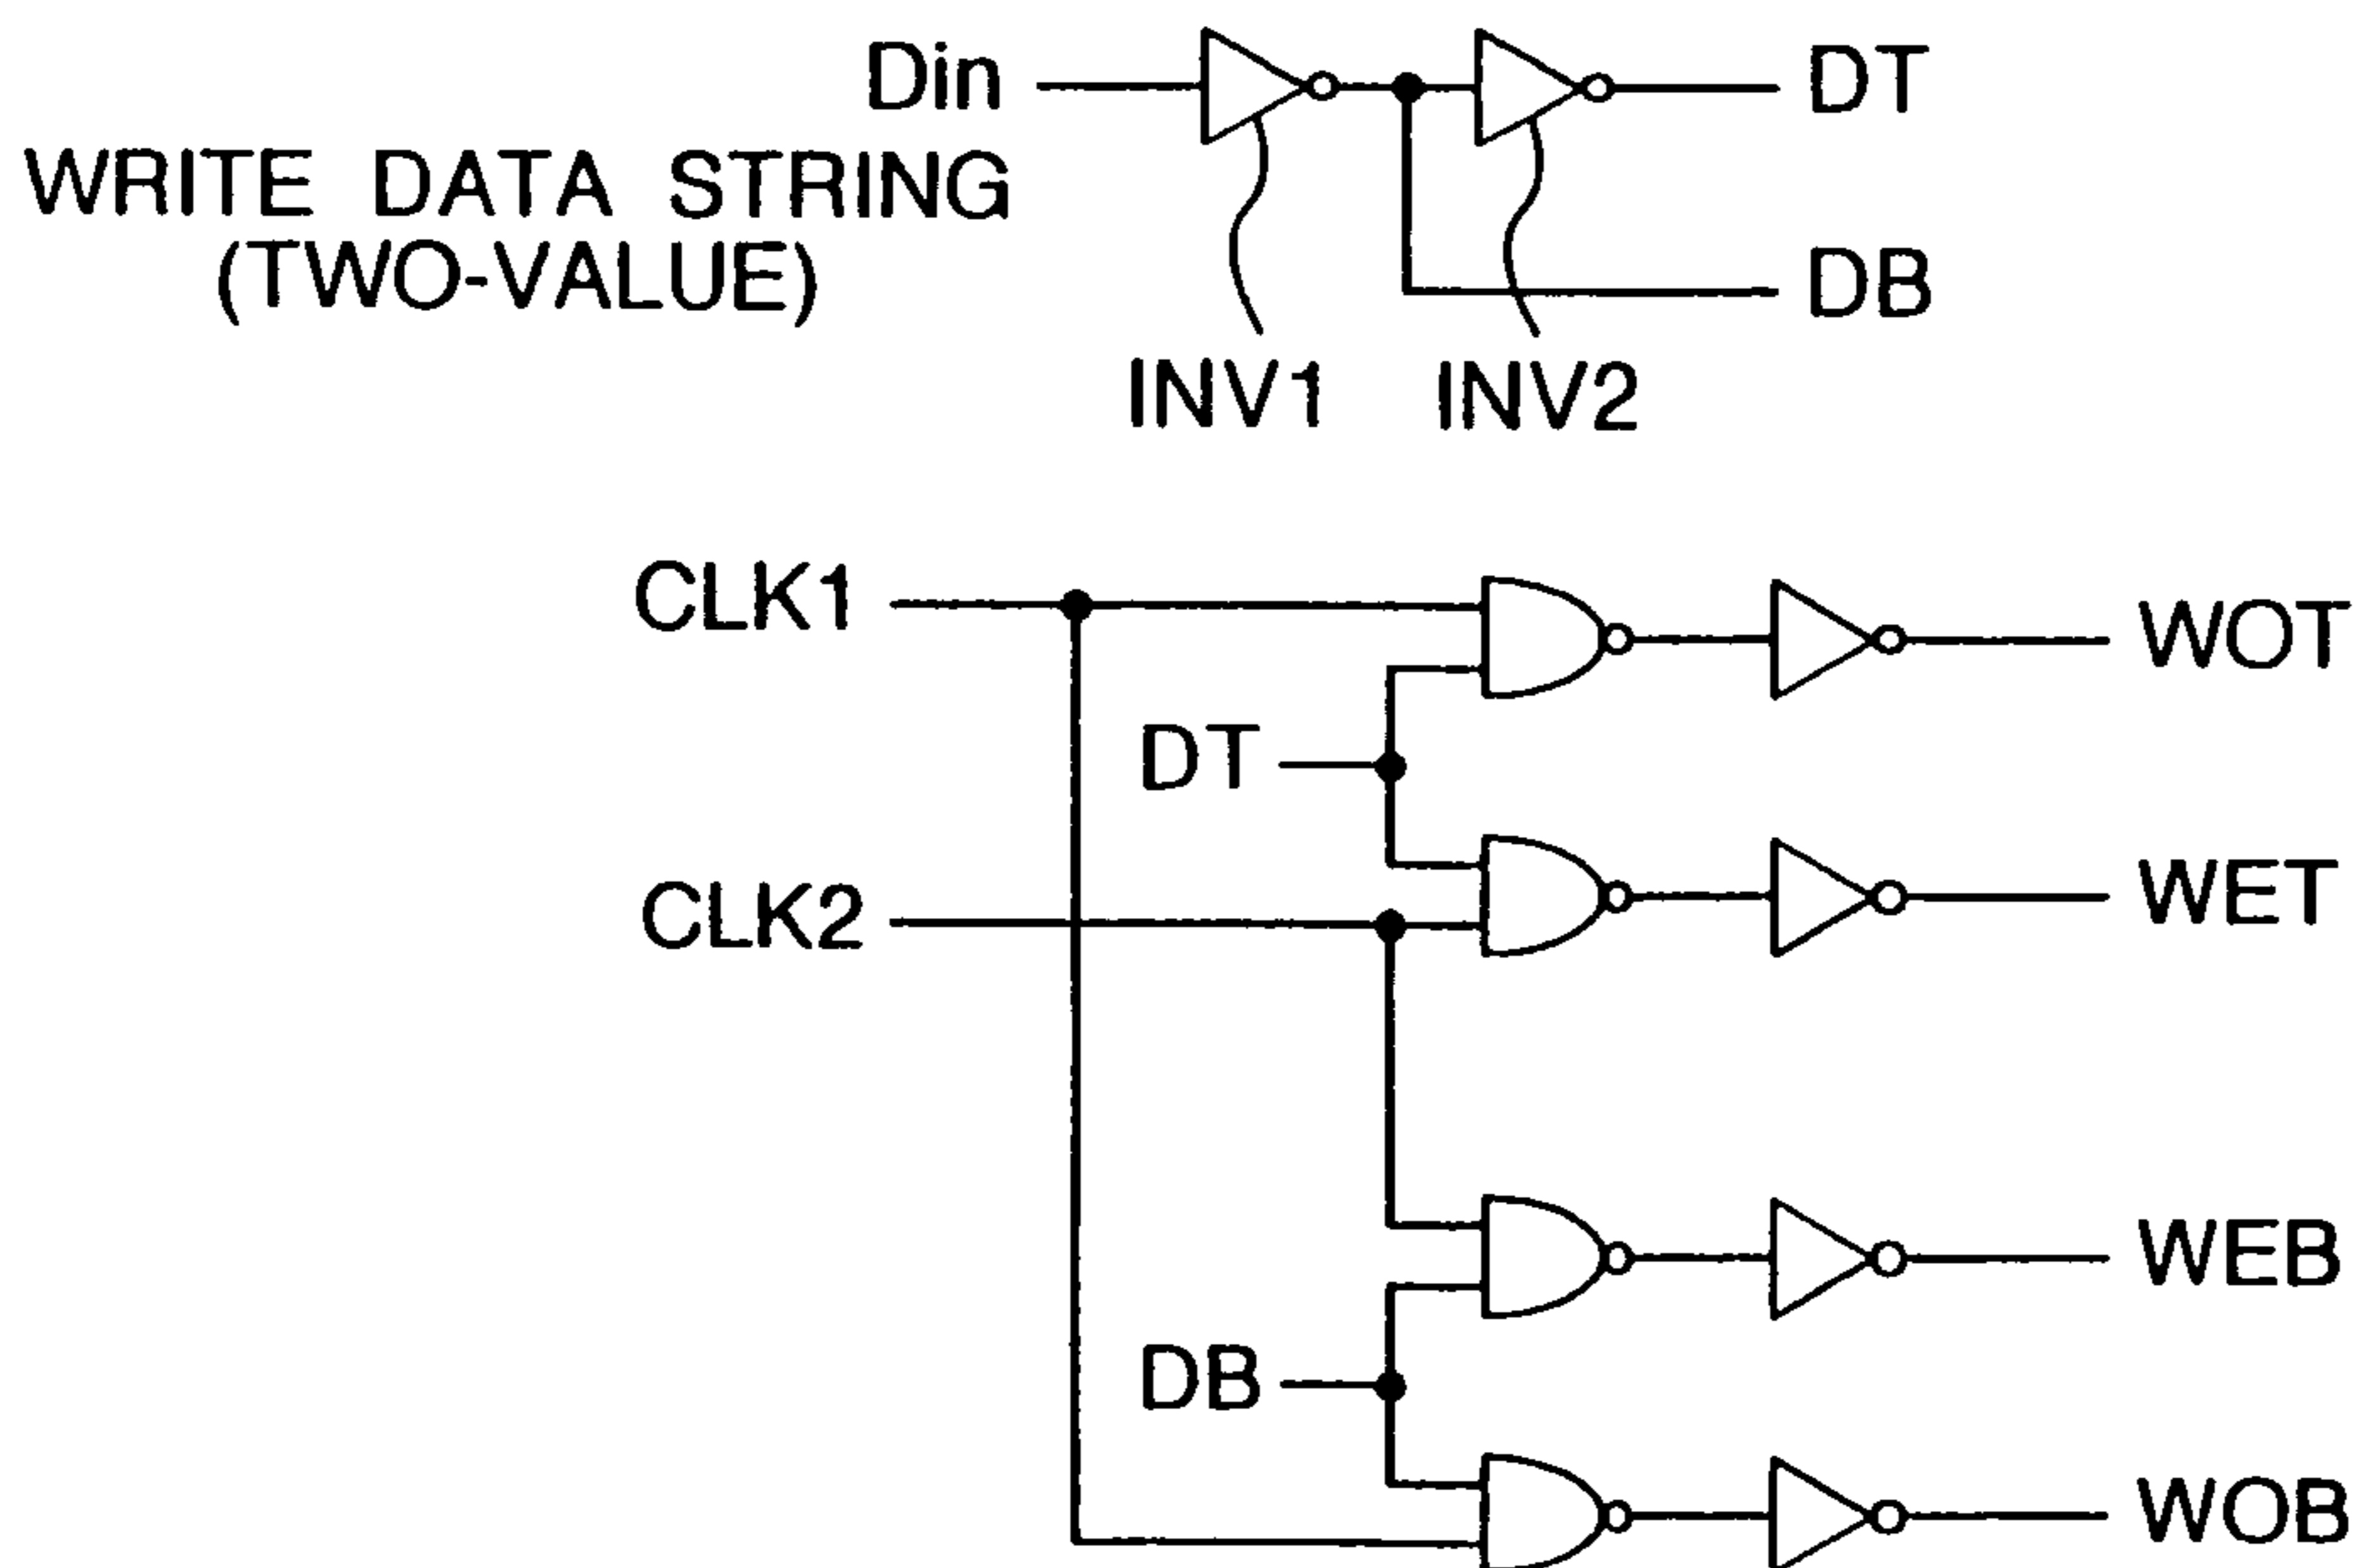 Din
DT
WRITE DATA STRING
(TWO-VALUE)
DB
INV1
INV2
CLK1
WOT
DT
CLK2
WET
WEB
DB
WOB